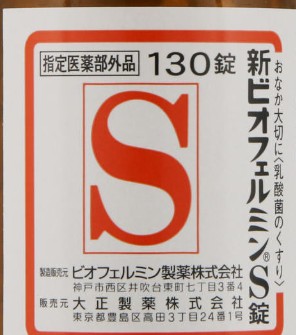 指定医薬部外品 130錠
新ビオフェルミン®S錠
おなか大切に〈乳酸菌のくすり〉
S
製造販売元 ビオフェルミン製薬株式会社
神戸市西区井吹台東町七丁目3番4
販売元 大正製薬株式会社
東京都豊島区高田3丁目24番1号